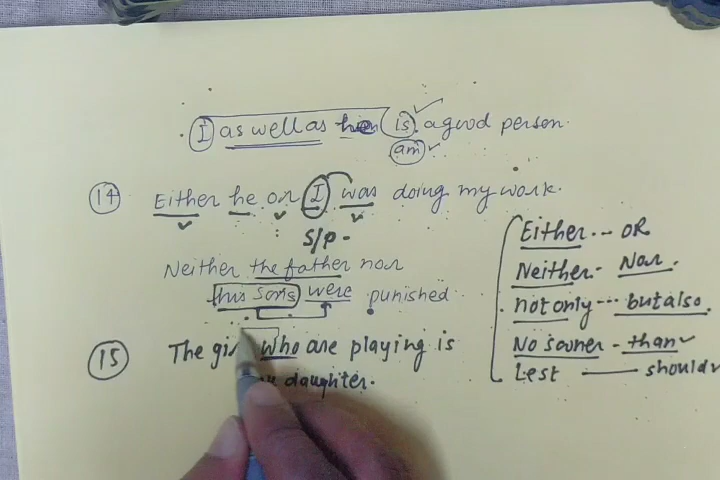 I as well as he is a good person.
am
14 Either he or I was doing my work.
S/P -
Neither the father nor
his sons were punished
15 The who are playing is
daughter.
Either --- OR
Neither - Nor.
not only --- but also.
No sooner - than
Lest —— should